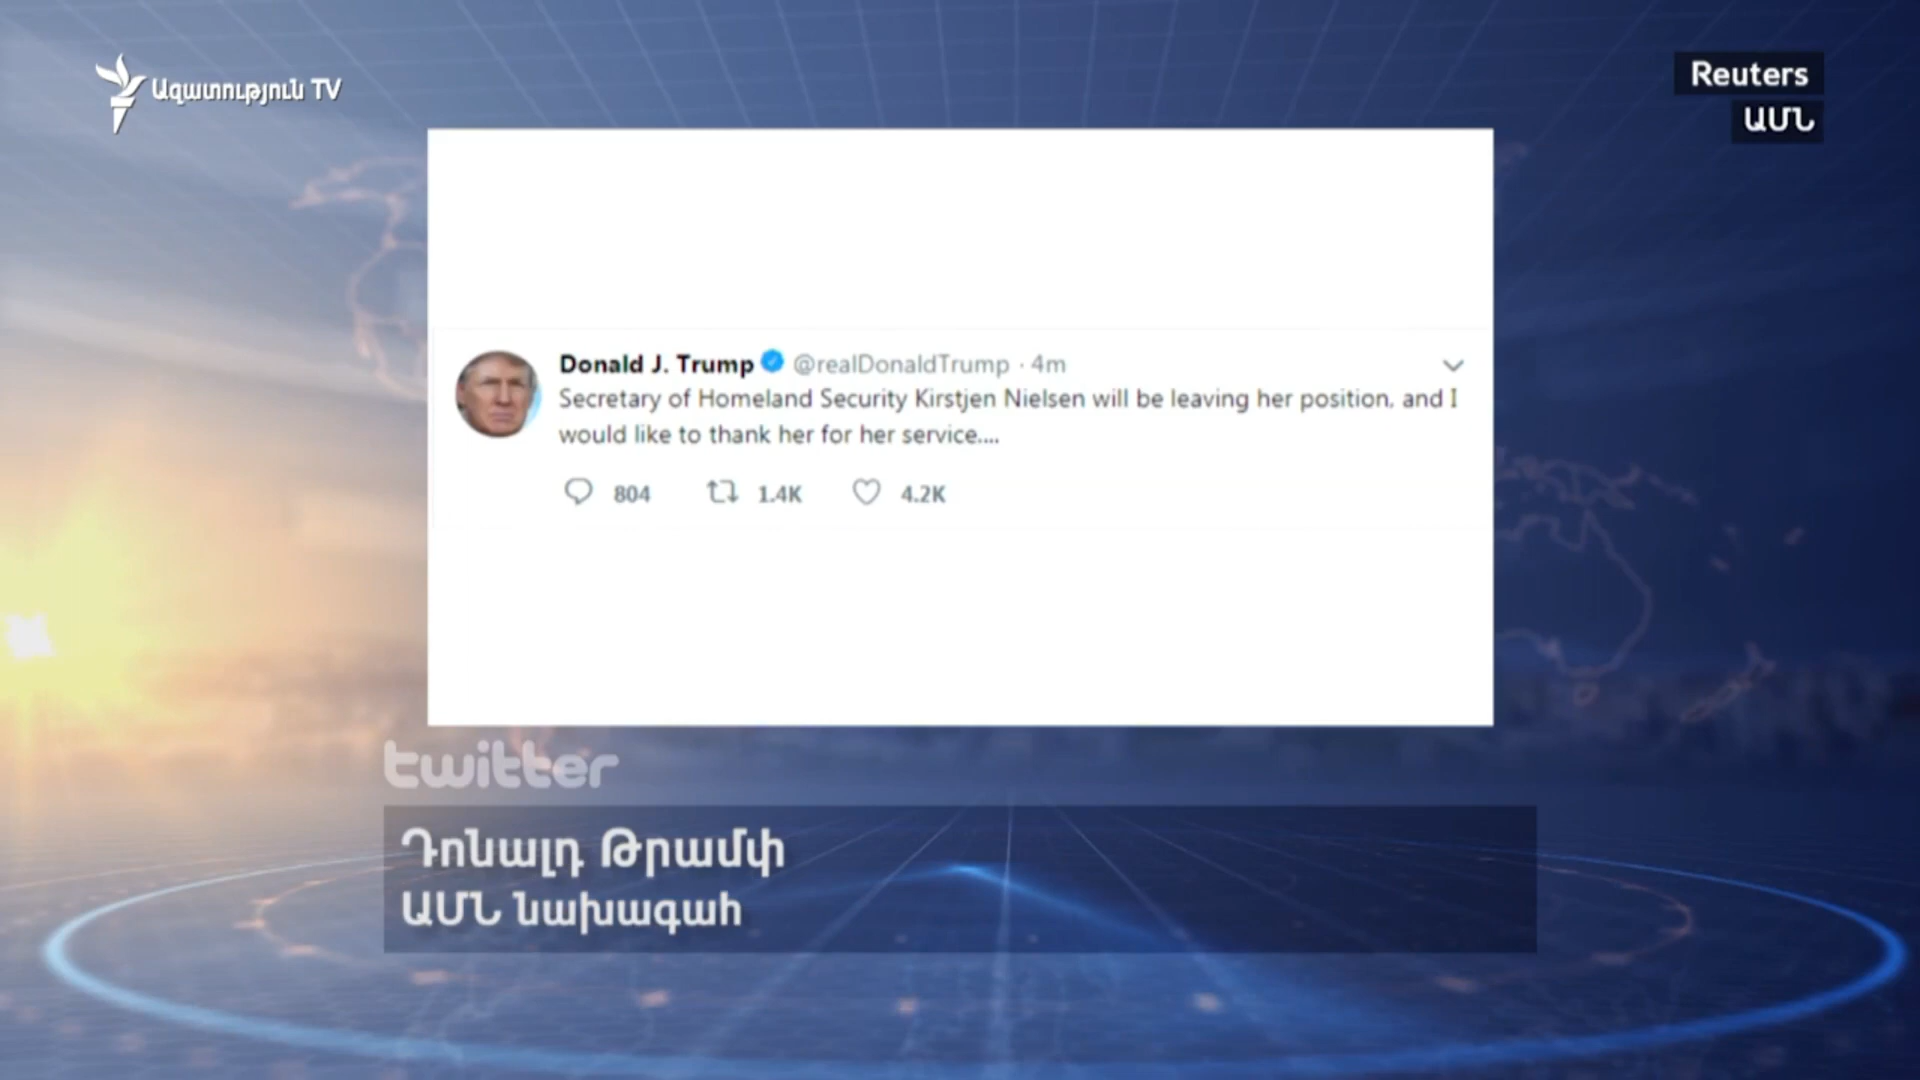 Ազատություն TV
Reuters
ԱՄՆ
Donald J. Trump @realDonaldTrump · 4m
Secretary of Homeland Security Kirstjen Nielsen will be leaving her position, and I
would like to thank her for her service....
804 1.4K 4.2K
twitter
Դոնալդ Թրամփ
ԱՄՆ նախագահ